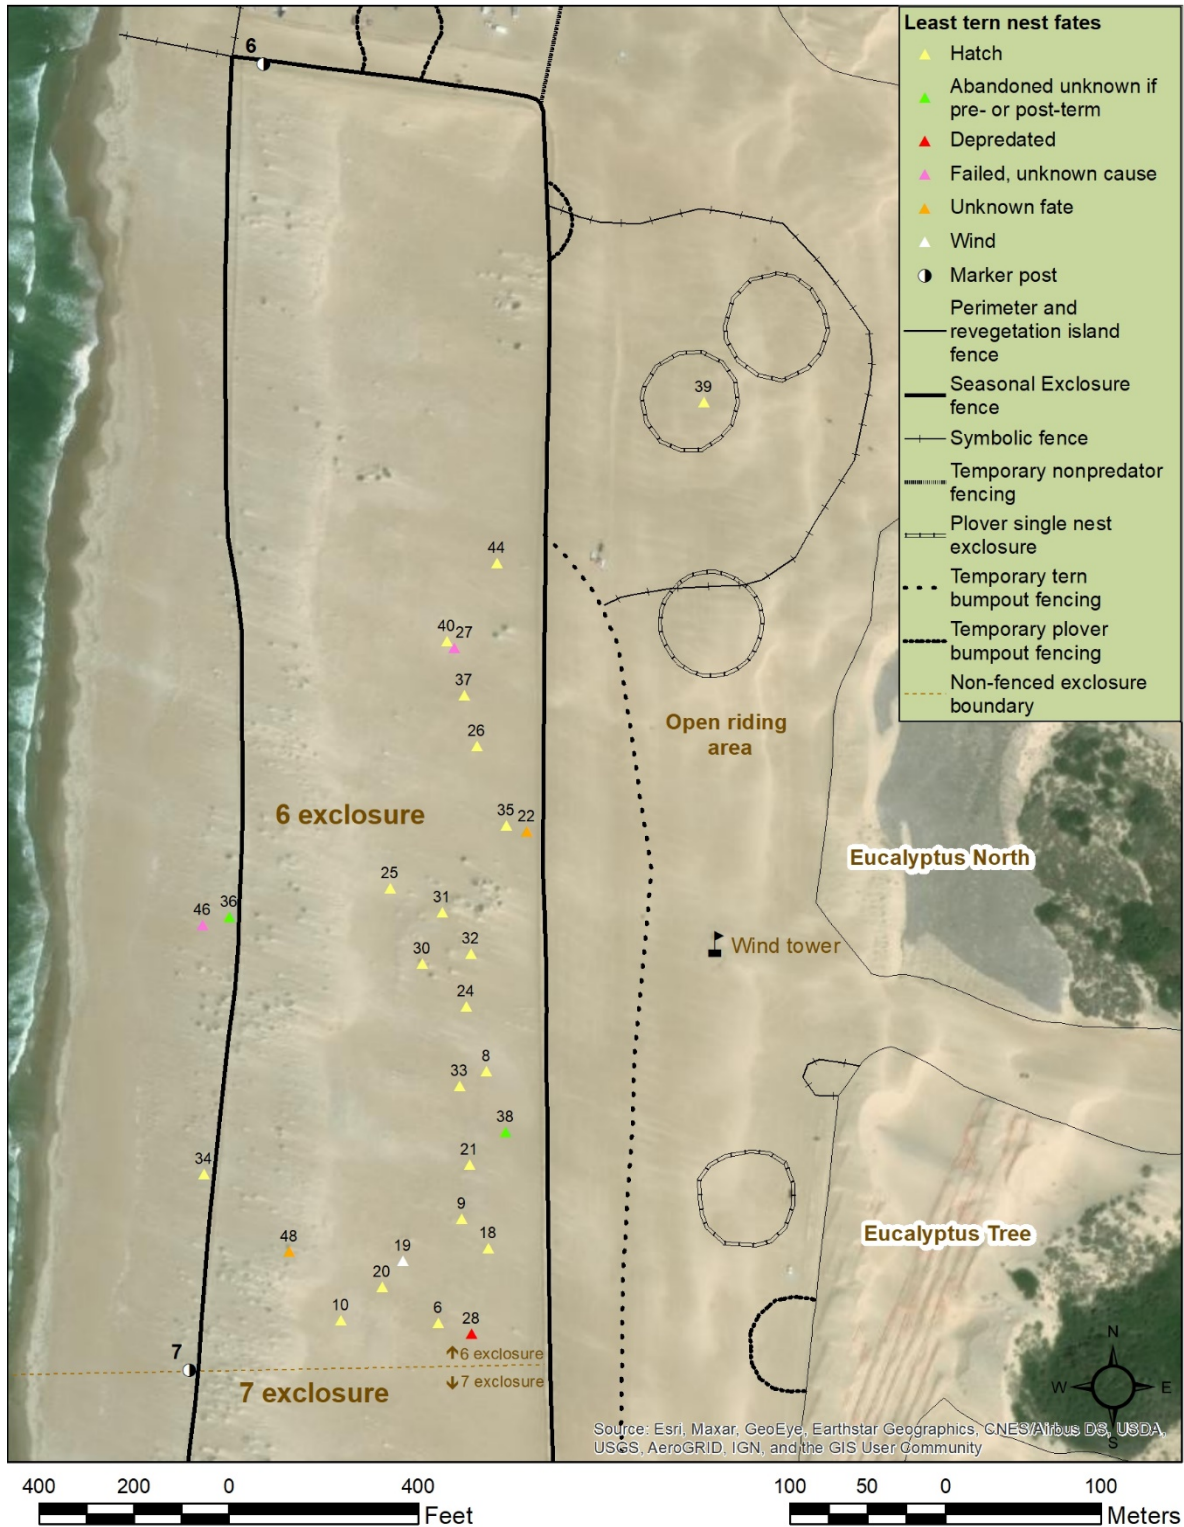 6
Least tern nest fates
Hatch
Abandoned unknown if
pre- or post-term
Depredated
Failed, unknown cause
Unknown fate
Wind
Marker post
Perimeter and
revegetation island
fence
Seasonal Exclosure
fence
Symbolic fence
Temporary nonpredator
fencing
Plover single nest
exclosure
Temporary tern
bumpout fencing
Temporary plover
bumpout fencing
Non-fenced exclosure
boundary
39
44
40 27
37
26
Open riding
area
6 exclosure
35 22
25
31
Eucalyptus North
46 36
30 32
Wind tower
24
8
33
38
21
34
9
18
Eucalyptus Tree
48
19
20
10
6
28
7
6 exclosure
7 exclosure
7 exclosure
N
W E
S
Source: Esri, Maxar, GeoEye, Earthstar Geographics, CNES/Airbus DS, USDA,
USGS, AeroGRID, IGN, and the GIS User Community
400 200 0 400
Feet
100 50 0 100
Meters